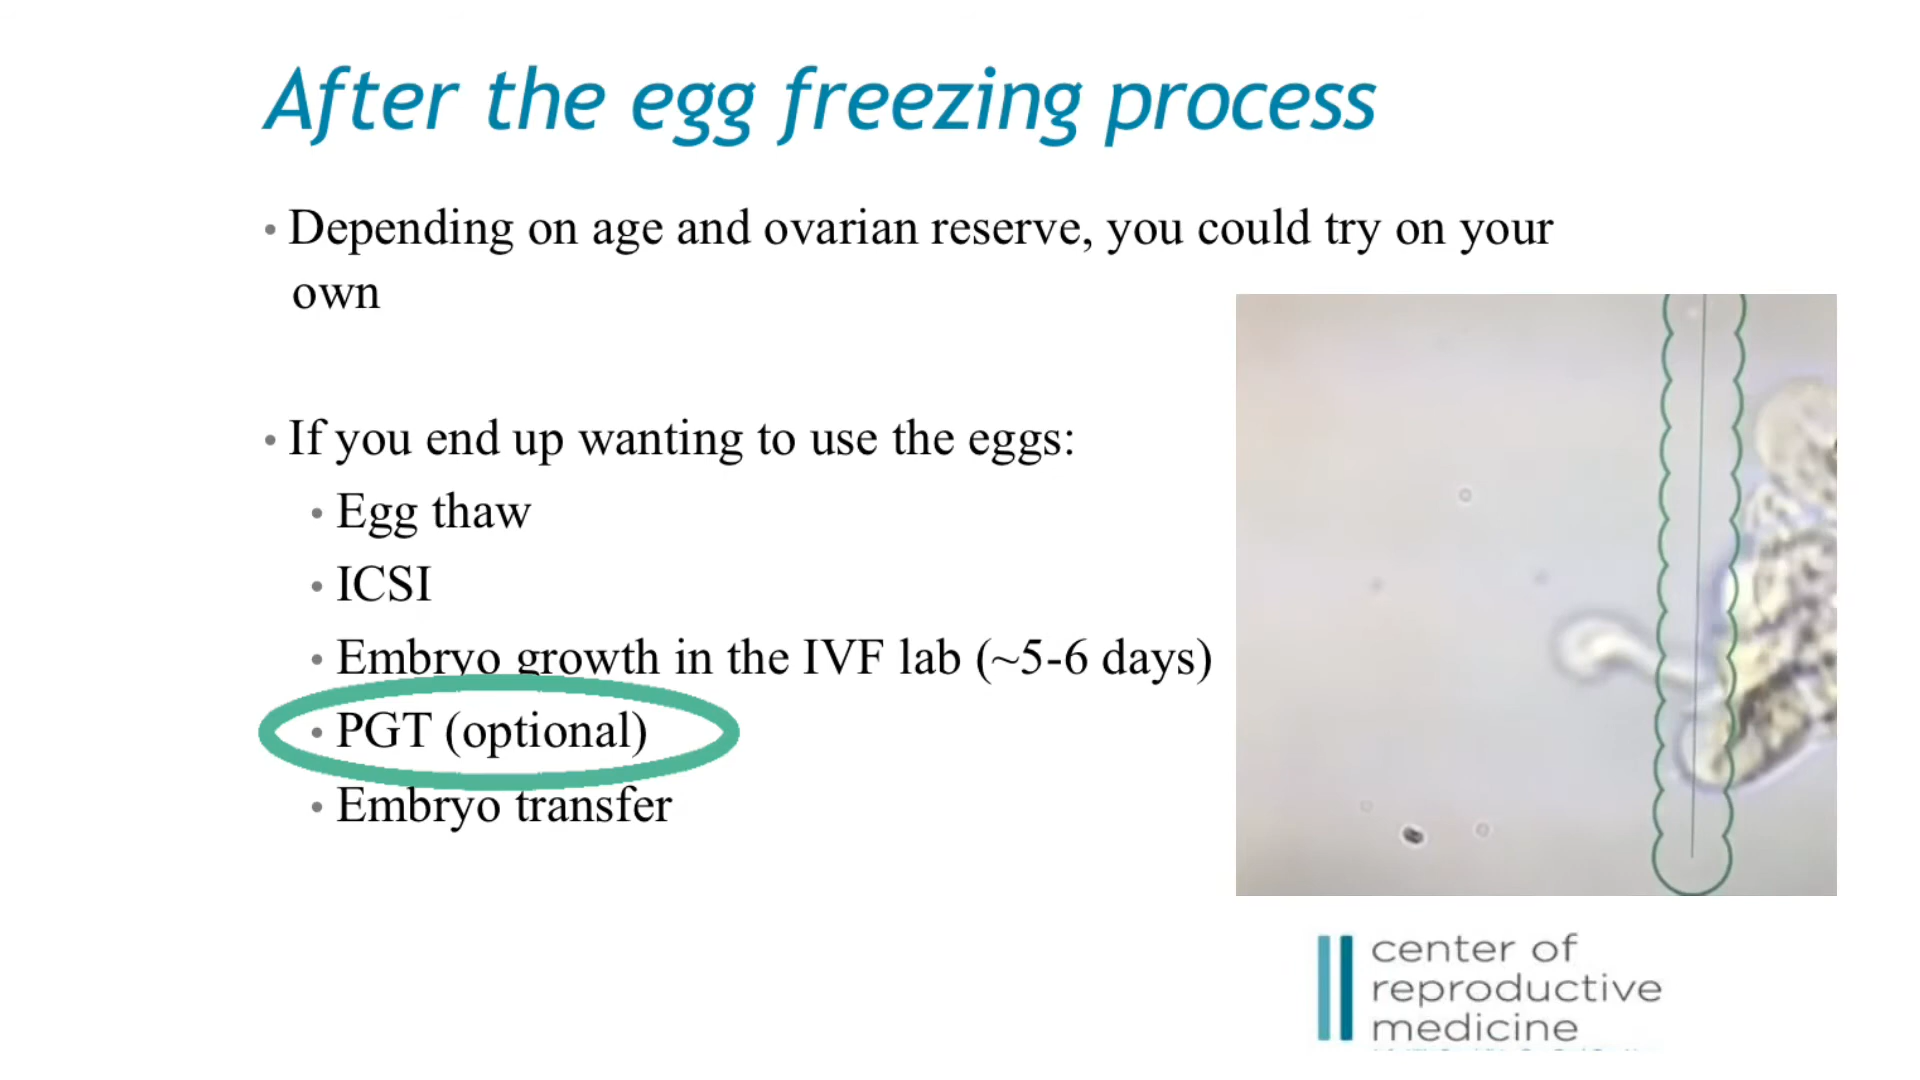 After the egg freezing process
• Depending on age and ovarian reserve, you could try on your
own
• If you end up wanting to use the eggs:
• Egg thaw
• ICSI
• Embryo growth in the IVF lab (~5-6 days)
• PGT (optional)
• Embryo transfer
center of
reproductive
medicine